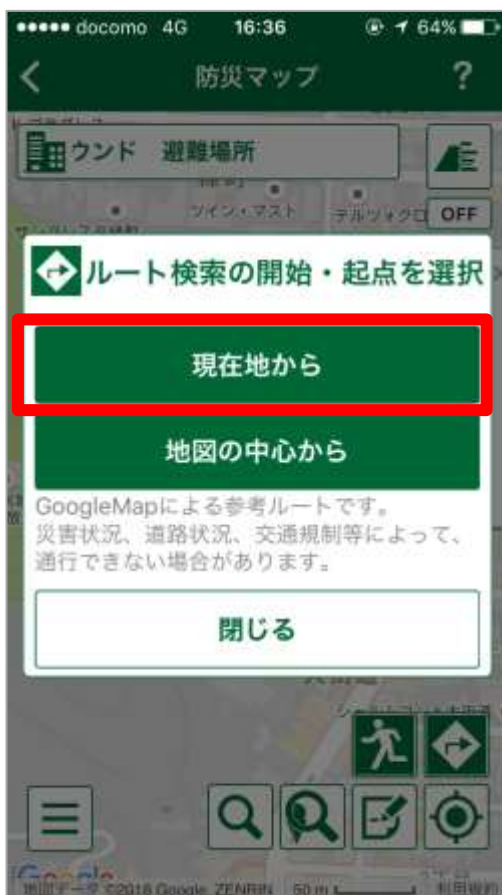 docomo 4G 16:36 64%
防災マップ ?
ウンド 避難場所
ツイン・マスト
OFF
ルート検索の開始・起点を選択
現在地から
地図の中心から
GoogleMapによる参考ルートです。
災害状況、道路状況、交通規制等によって、
通行できない場合があります。
閉じる
Google
地図データ ©2018 Google, ZENRIN 50 m 利用規約